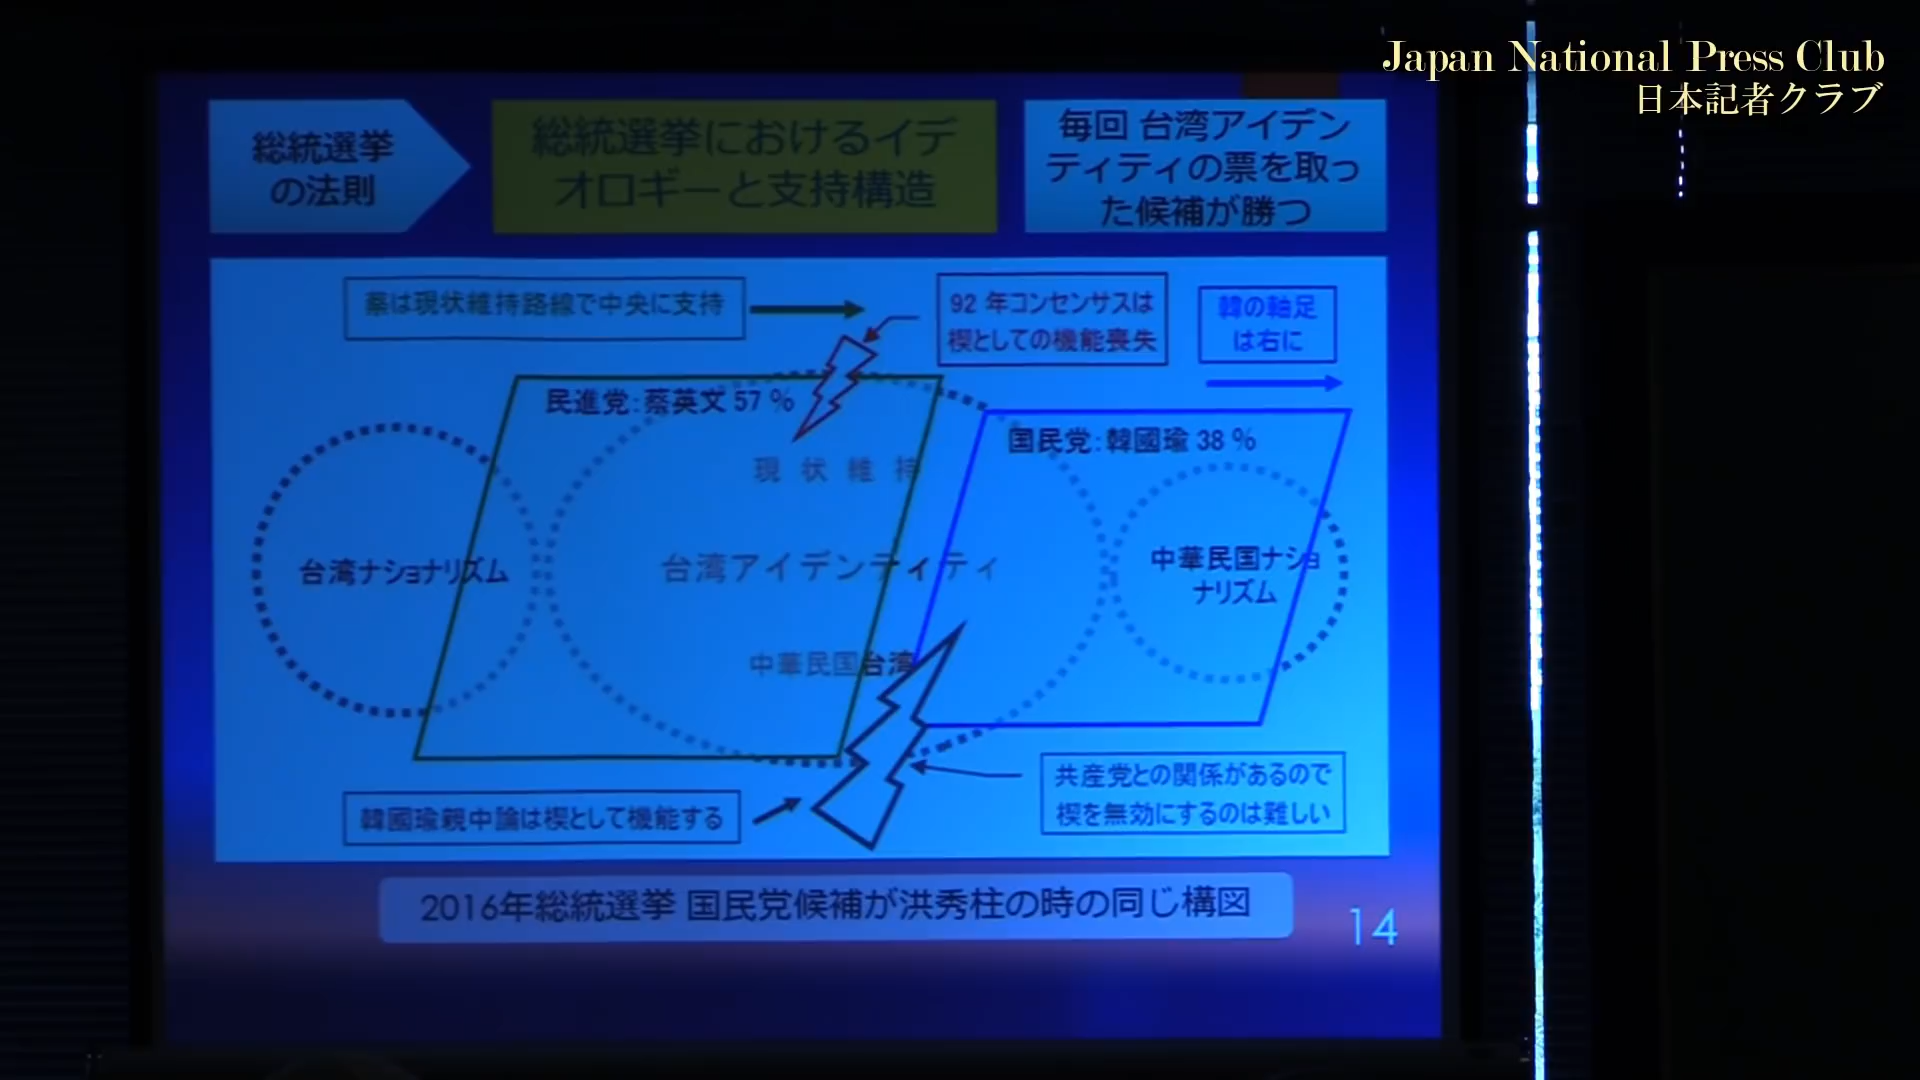 Japan National Press Club
日本記者クラブ
総統選挙
の法則
総統選挙におけるイデ
オロギーと支持構造
毎回 台湾アイデン
ティティの票を取っ
た候補が勝つ
蔡は現状維持路線で中央に支持
92 年コンセンサスは
楔としての機能喪失
韓の軸足
は右に
民進党:蔡英文 57 %
国民党:韓國瑜 38 %
現 状 維 持
台湾ナショナリズム
台湾アイデンティティ
中華民国ナショ
ナリズム
中華民国台湾
韓國瑜親中論は楔として機能する
共産党との関係があるので
楔を無効にするのは難しい
2016年総統選挙 国民党候補が洪秀柱の時の同じ構図
14